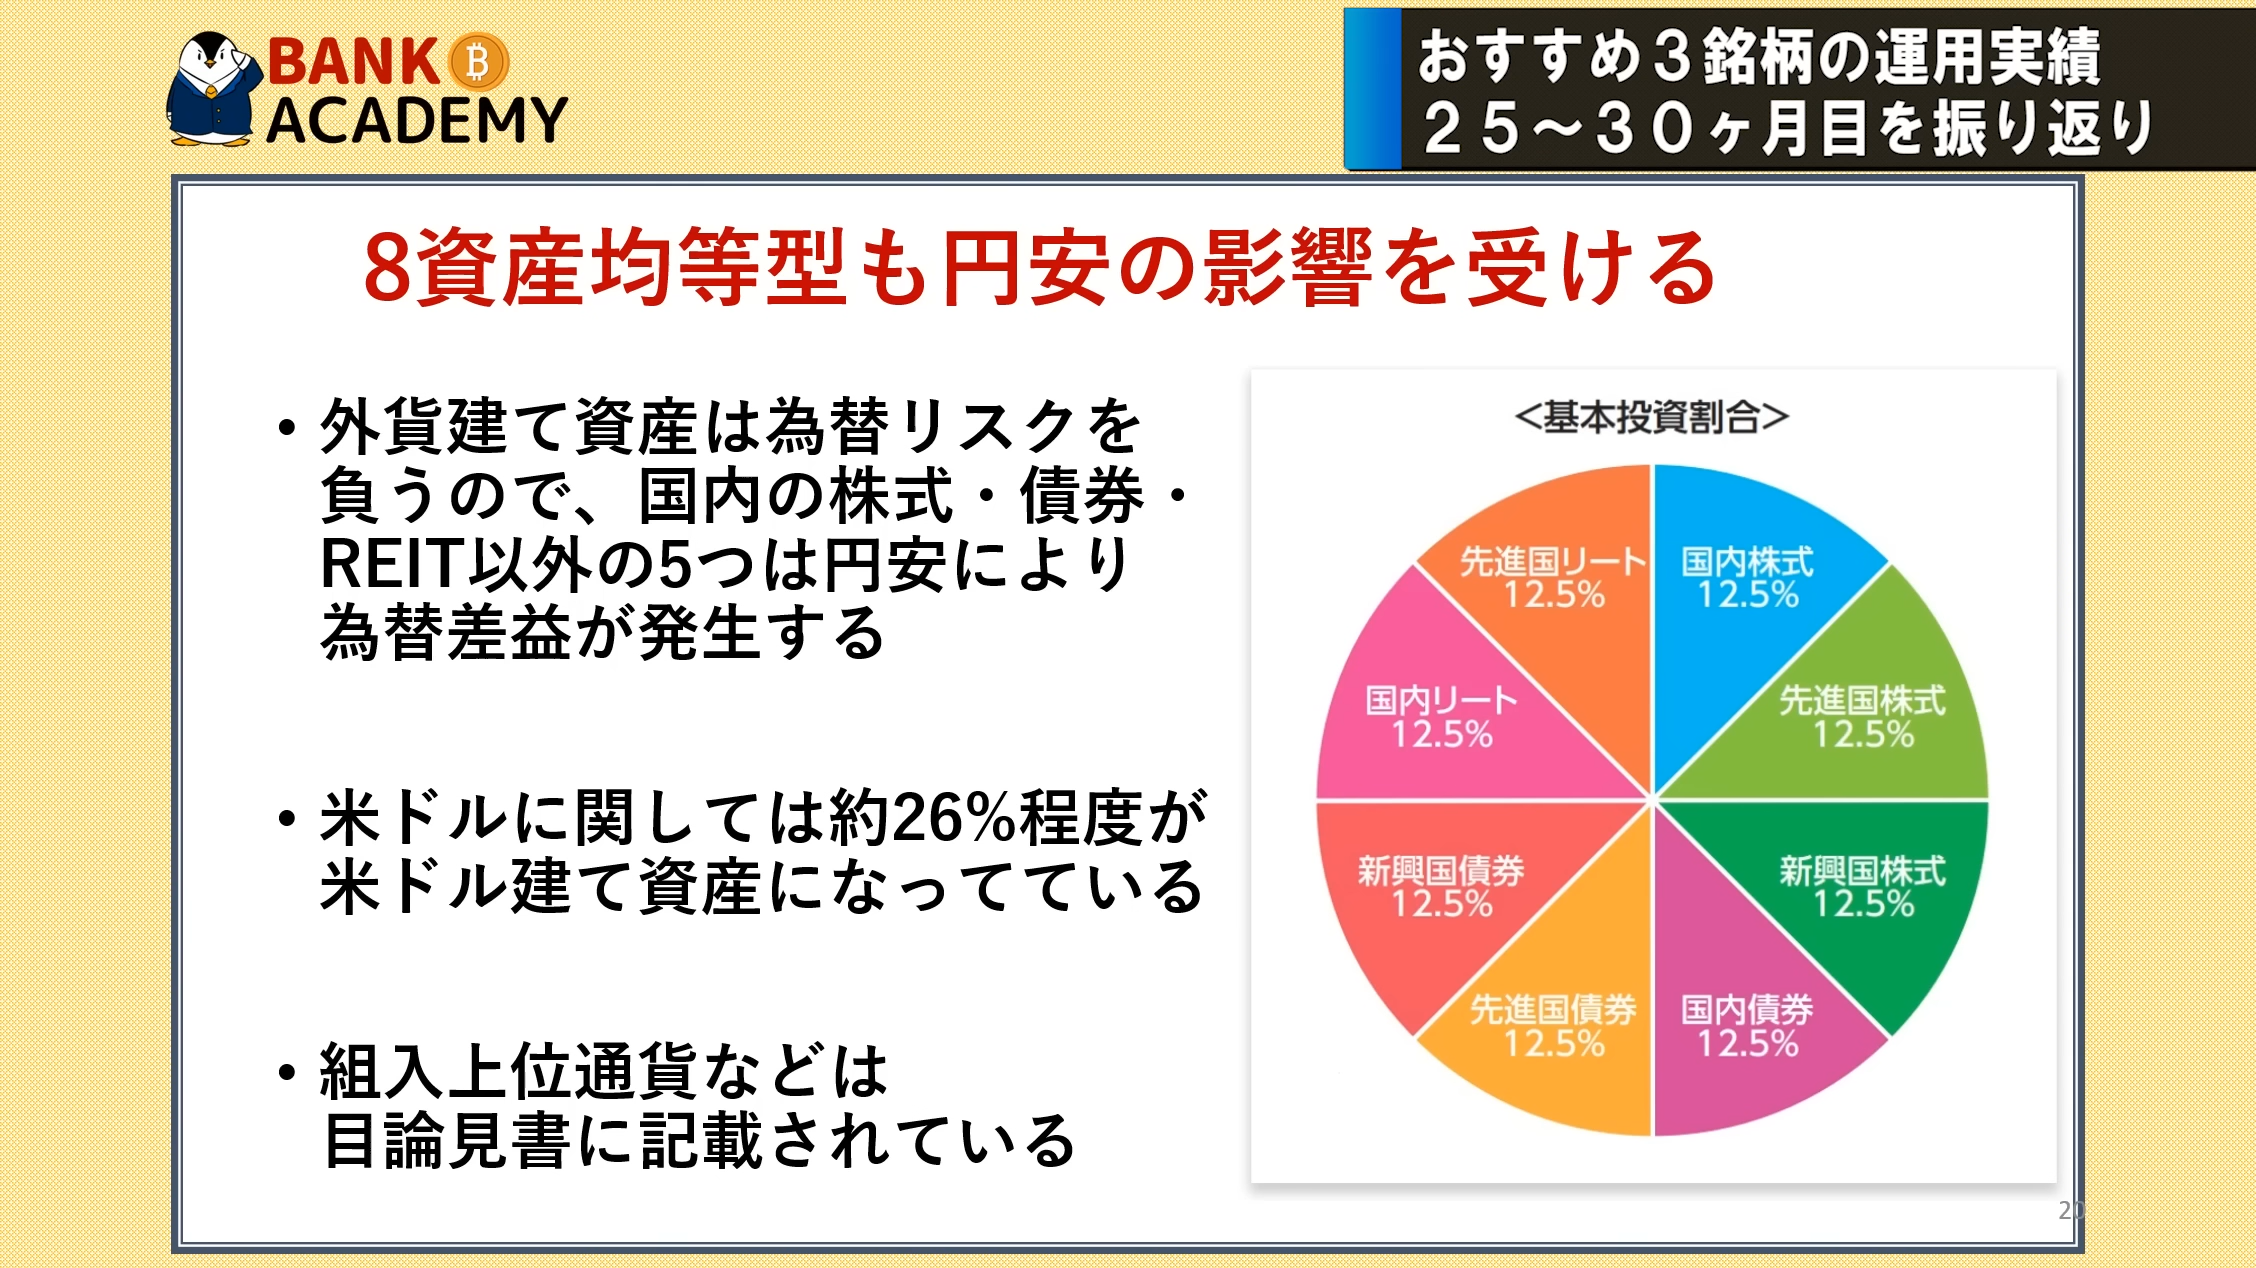 BANK
ACADEMY
おすすめ３銘柄の運用実績
２５～３０ヶ月目を振り返り
8資産均等型も円安の影響を受ける
• 外貨建て資産は為替リスクを
負うので、国内の株式・債券・
REIT以外の5つは円安により
為替差益が発生する
• 米ドルに関しては約26%程度が
米ドル建て資産になってている
• 組入上位通貨などは
目論見書に記載されている
＜基本投資割合＞
先進国リート
12.5%
国内株式
12.5%
国内リート
12.5%
先進国株式
12.5%
新興国債券
12.5%
新興国株式
12.5%
先進国債券
12.5%
国内債券
12.5%
20